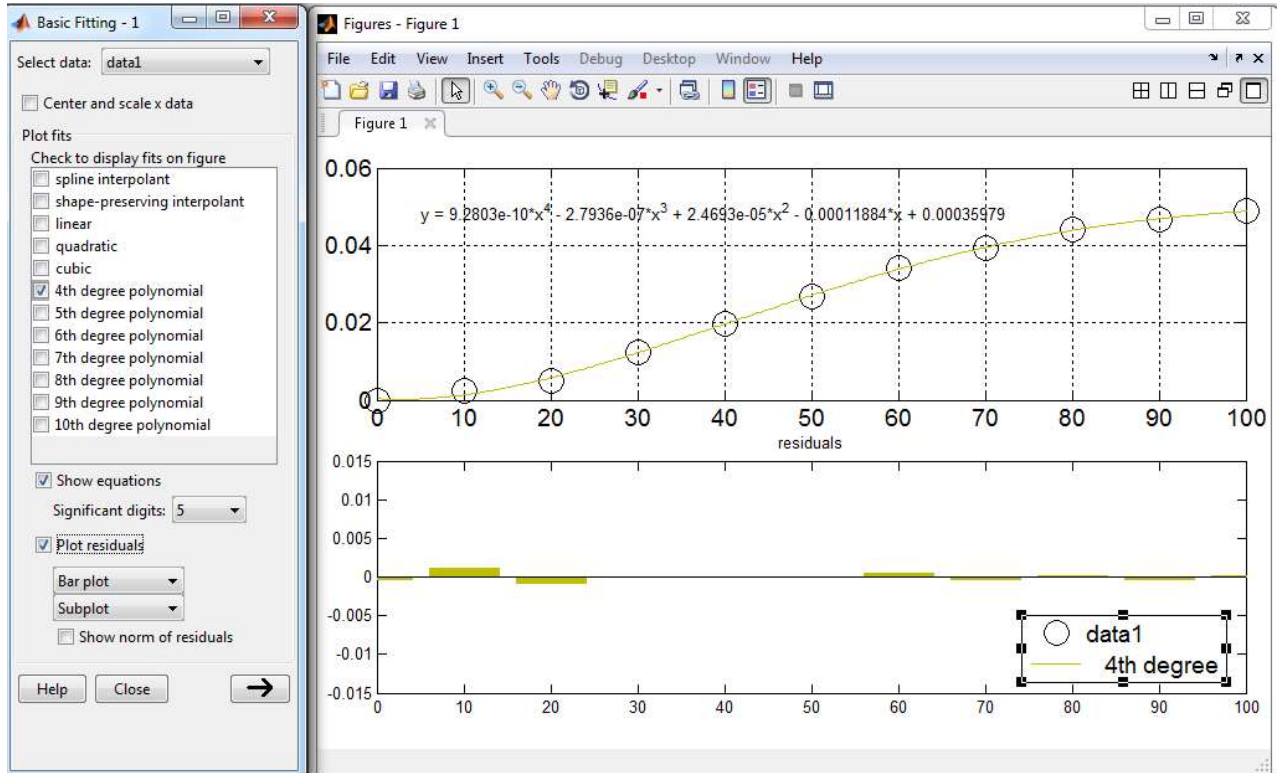 Basic Fitting - 1
Select data: data1
Center and scale x data
Plot fits
Check to display fits on figure
spline interpolant
shape-preserving interpolant
linear
quadratic
cubic
4th degree polynomial
5th degree polynomial
6th degree polynomial
7th degree polynomial
8th degree polynomial
9th degree polynomial
10th degree polynomial
Show equations
Significant digits: 5
Plot residuals
Bar plot
Subplot
Show norm of residuals
Help Close
Figures - Figure 1
File Edit View Insert Tools Debug Desktop Window Help
Figure 1
0.06
y = 9.2803e-10*x^4 - 2.7936e-07*x^3 + 2.4693e-05*x^2 - 0.00011884*x + 0.00035979
0.04
0.02
0
0 10 20 30 40 50 60 70 80 90 100
residuals
0.015
0.01
0.005
0
-0.005
-0.01
-0.015
data1
4th degree
0 10 20 30 40 50 60 70 80 90 100